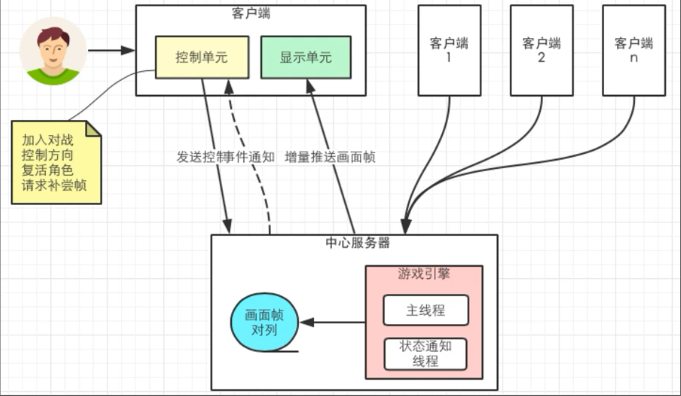 客户端
控制单元
显示单元
客户端
1
客户端
2
客户端
n
加入对战
控制方向
复活角色
请求补尝帧
发送控制
事件通知
增量推送画面帧
中心服务器
游戏引擎
画面帧
对列
主线程
状态通知
线程